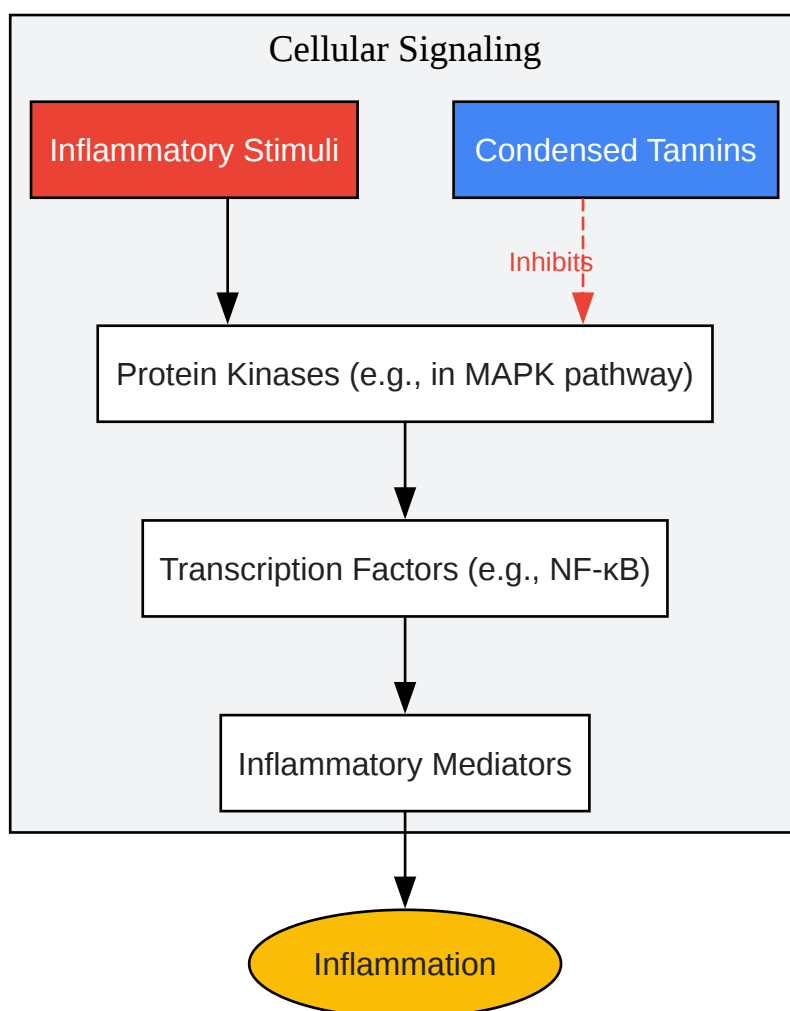 Cellular Signaling
Inflammatory Stimuli
Condensed Tannins
Inhibits
Protein Kinases (e.g., in MAPK pathway)
Transcription Factors (e.g., NF-κB)
Inflammatory Mediators
Inflammation